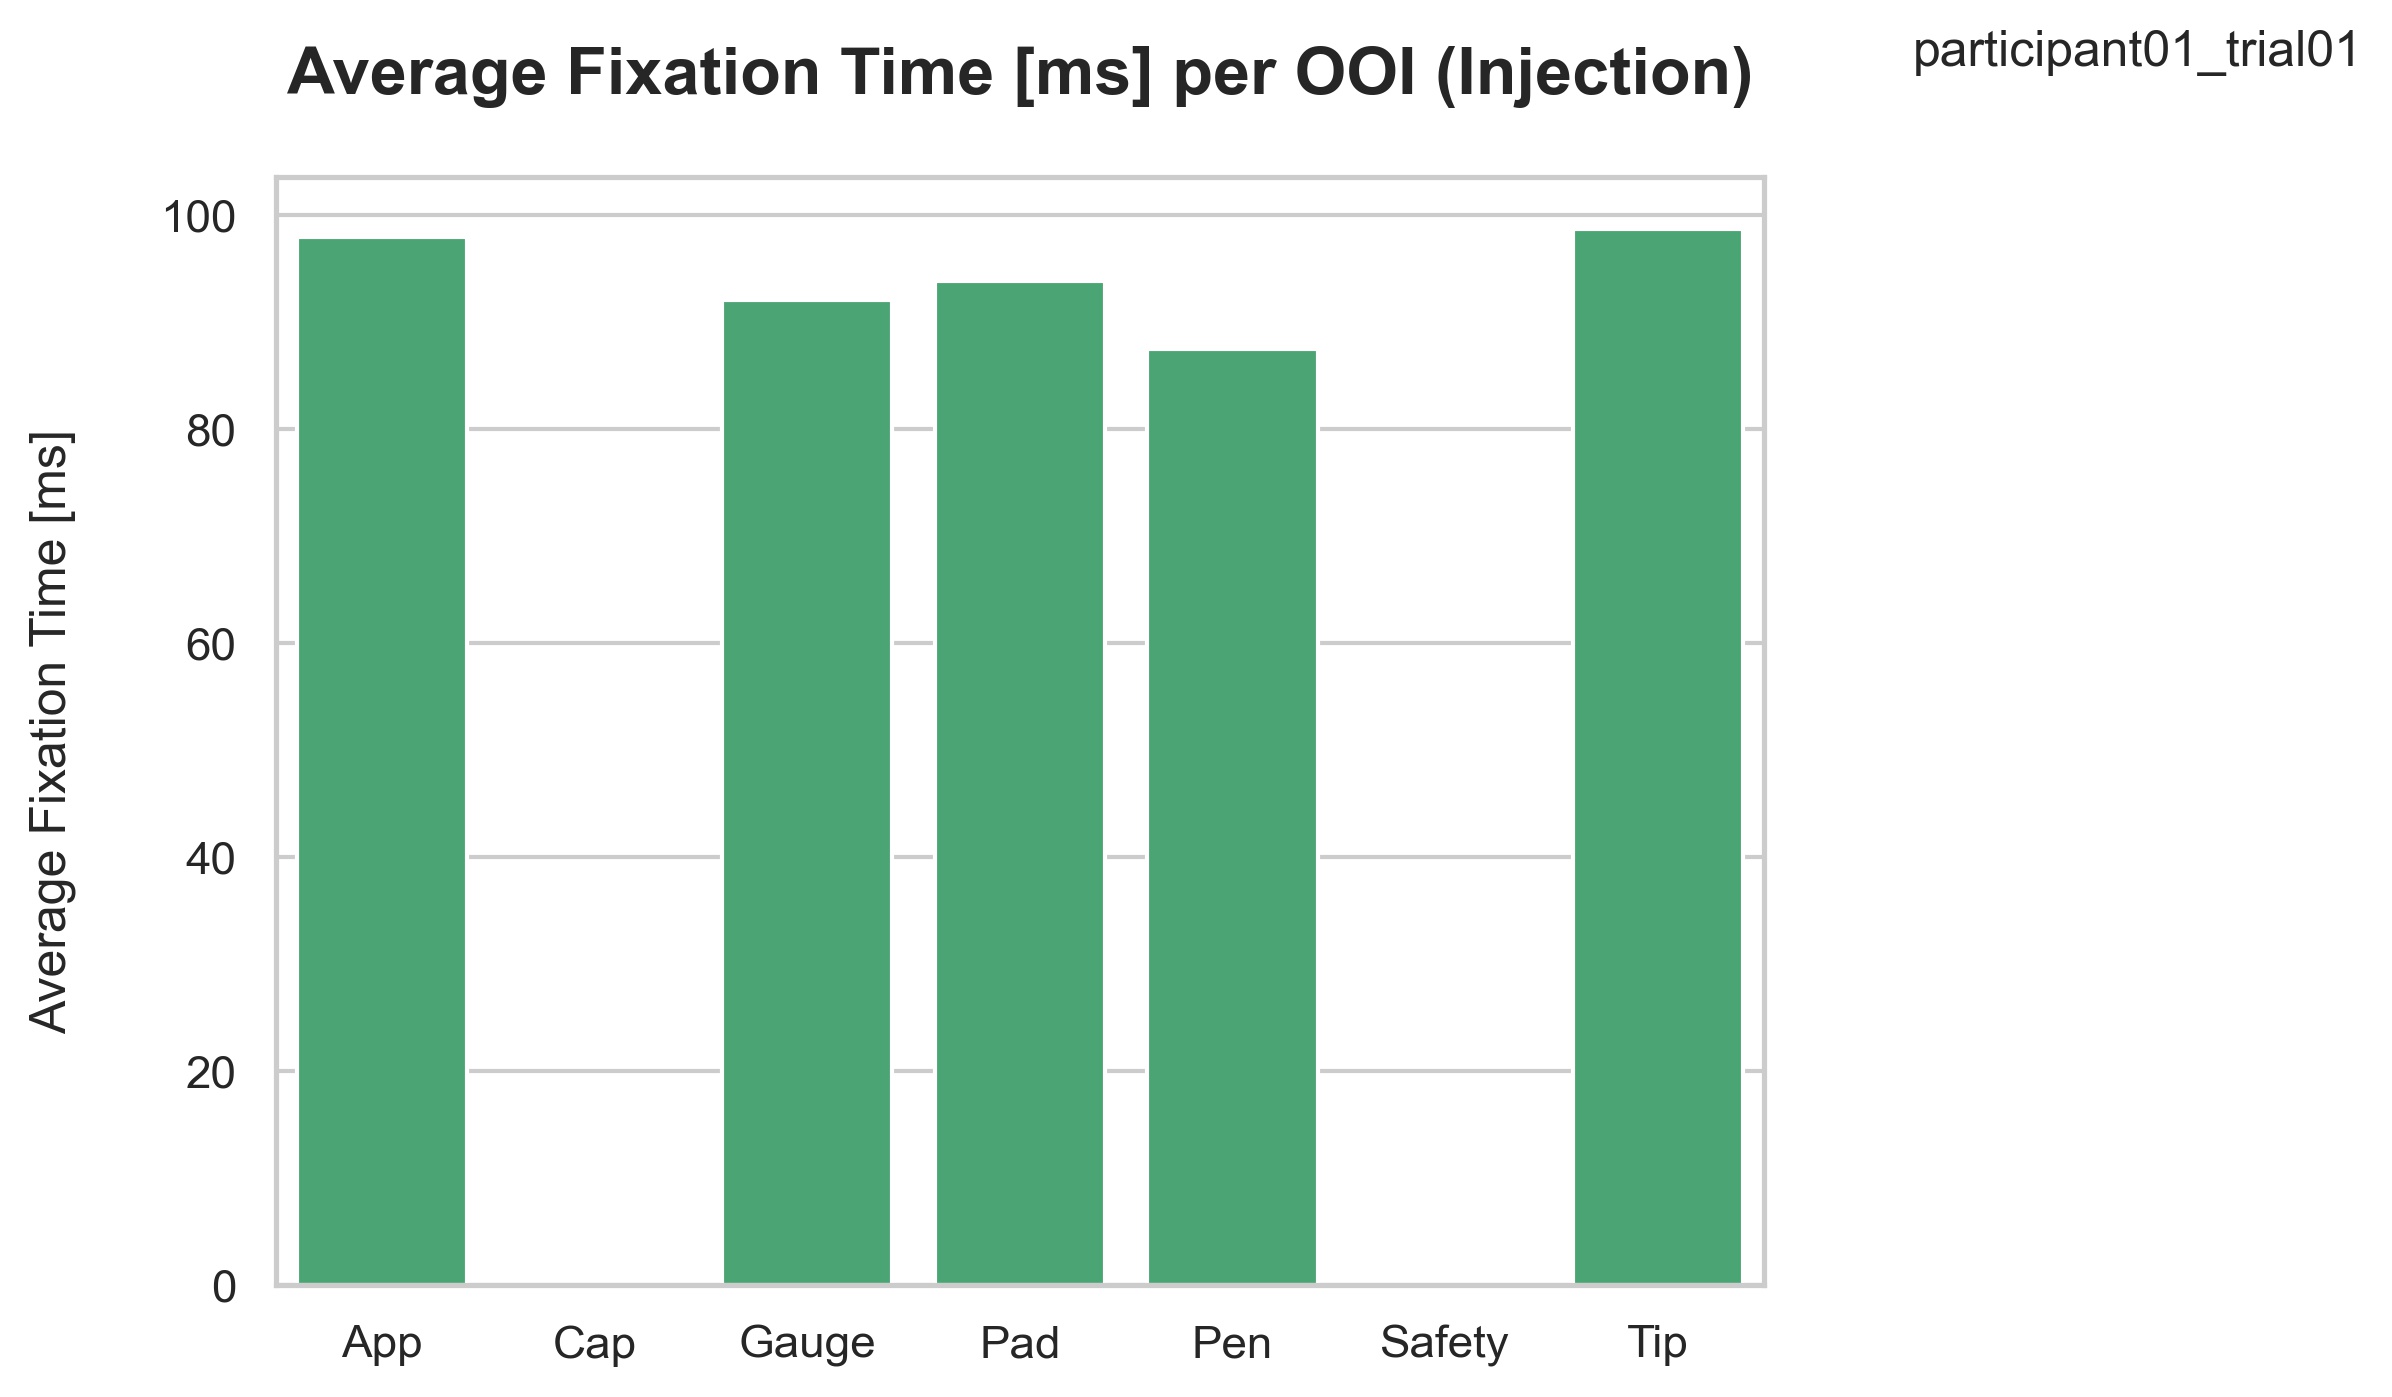 Average Fixation Time [ms] per OOI (Injection)
participant01_trial01
Average Fixation Time [ms]
100
80
60
40
20
0
App Cap Gauge Pad Pen Safety Tip